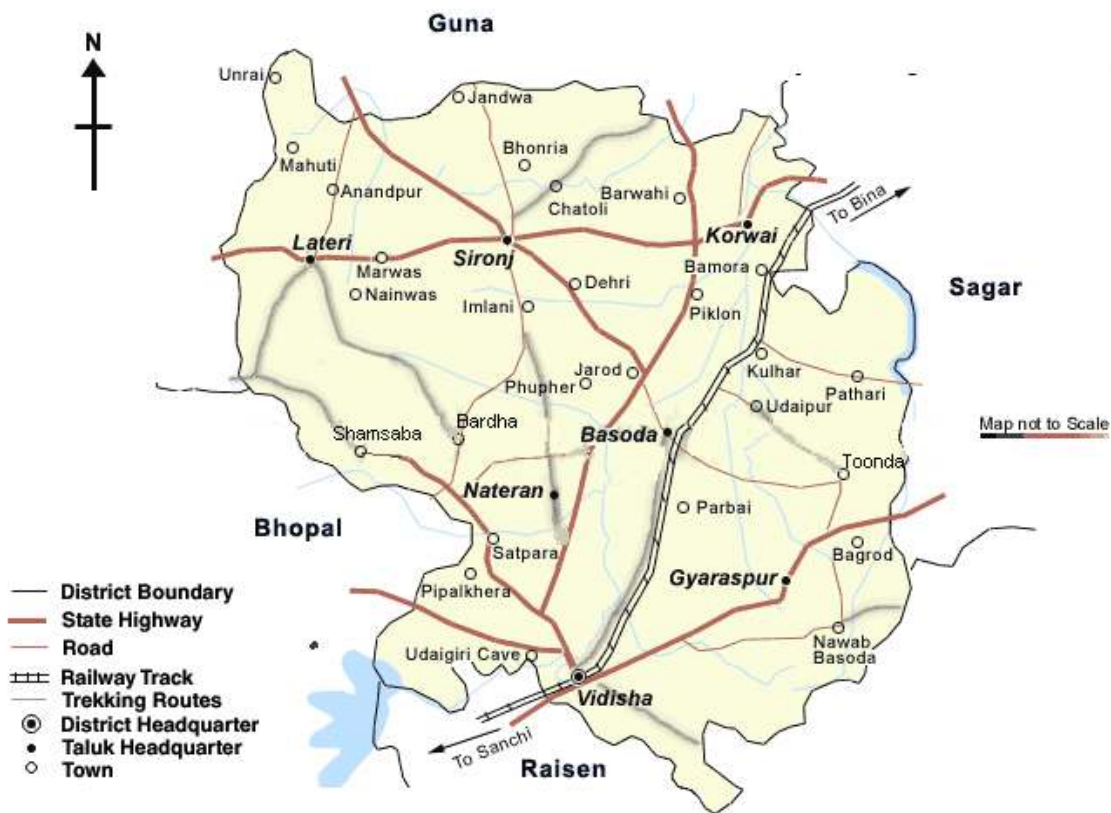 Guna
N
Unrai
Jandwa
Mahuti
Bhonria
Anandpur
Chatoli
Barwahi
To Bina
Lateri
Sironj
Korwai
Marwas
Bamora
Nainwas
Imlani
Dehri
Piklon
Sagar
Kulhar
Jarod
Phupher
Pathari
Udaipur
Map not to Scale
Shamsaba
Bardha
Basoda
Toonda
Nateran
Parbai
Bhopal
Satpara
Bagrod
Pipalkhera
Gyaraspur
Udaigiri Cave
Nawab
Basoda
Vidisha
To Sanchi
Raisen
District Boundary
State Highway
Road
Railway Track
Trekking Routes
District Headquarter
Taluk Headquarter
Town